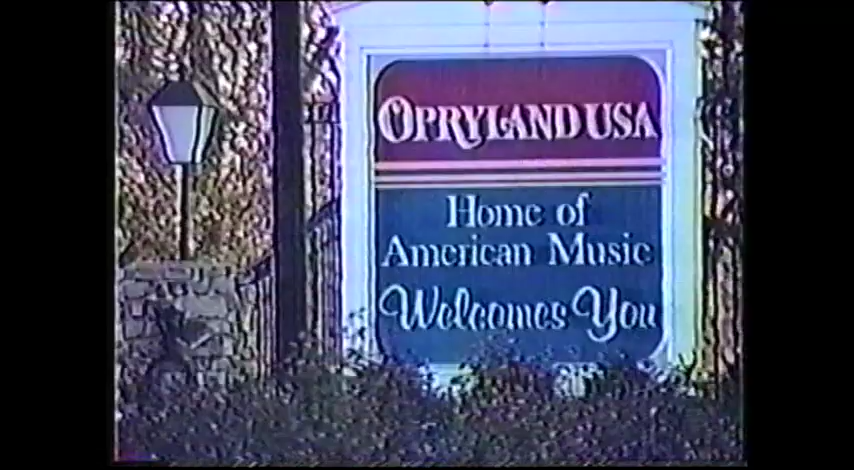 OPRYLAND USA
Home of
American Music
Welcomes You